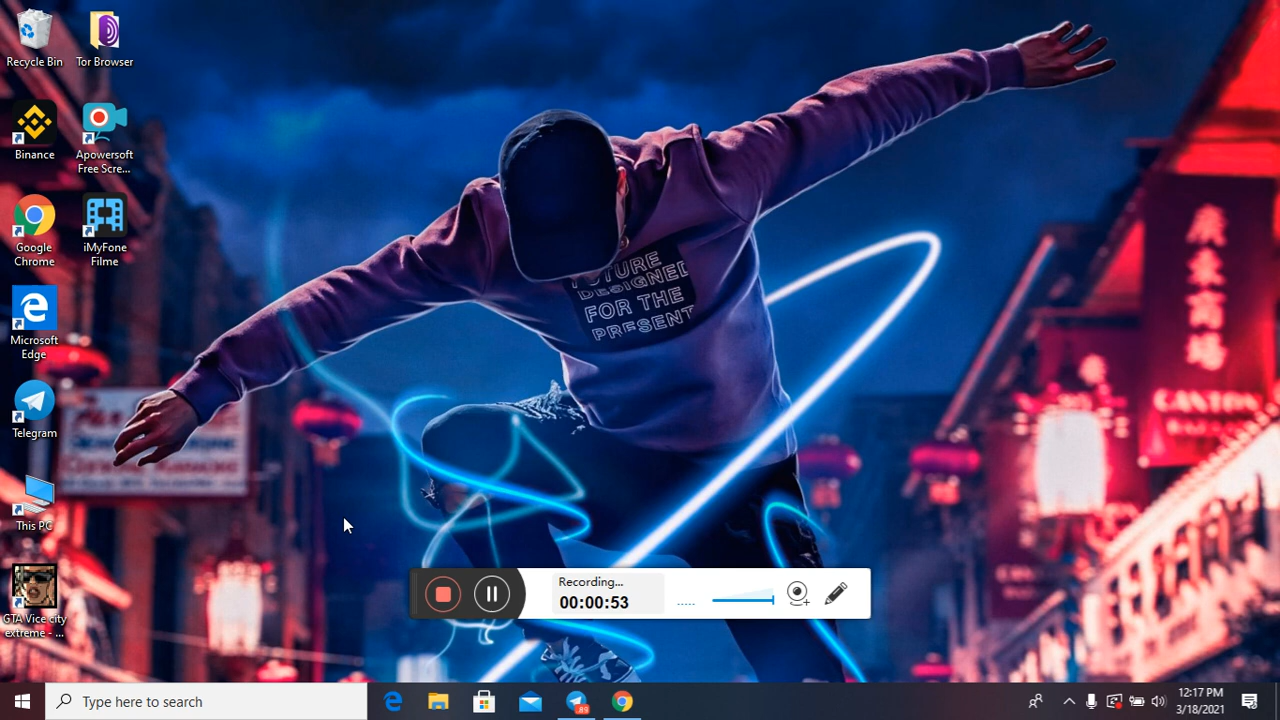 Recycle Bin
Tor Browser
Binance
Apowersoft
Free Scre...
Google
Chrome
iMyFone
Filme
Microsoft
Edge
Telegram
This PC
GTA Vice city
extreme - ...
FUTURE
DESIGNED
FOR THE
PRESENT
CANTON
Recording...
00:00:53
Type here to search
12:17 PM
3/18/2021